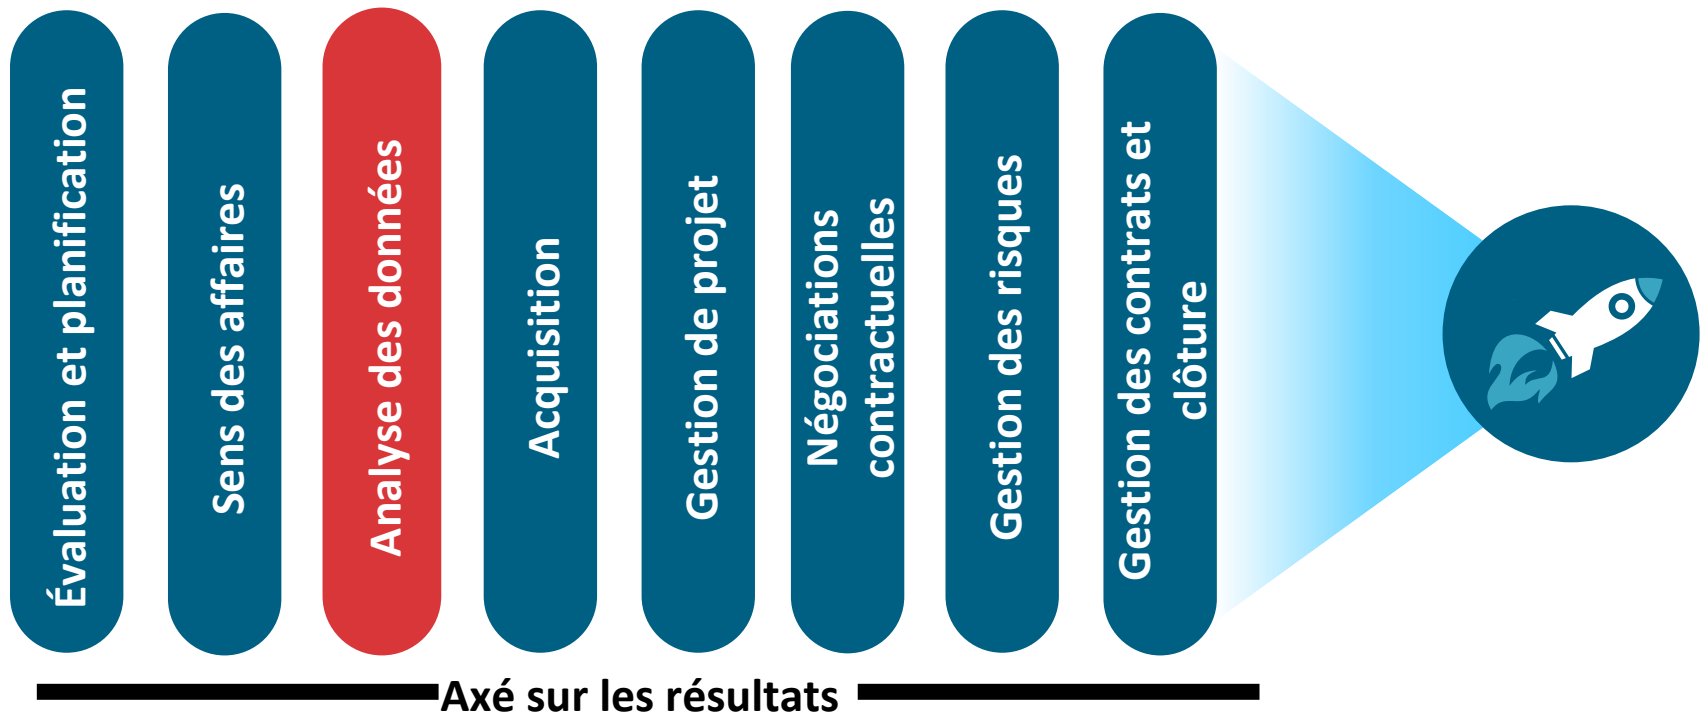 Évaluation et planification
Sens des affaires
Analyse des données
Acquisition
Gestion de projet
Négociations
contractuelles
Gestion des risques
Gestion des contrats et
clôture
Axé sur les résultats